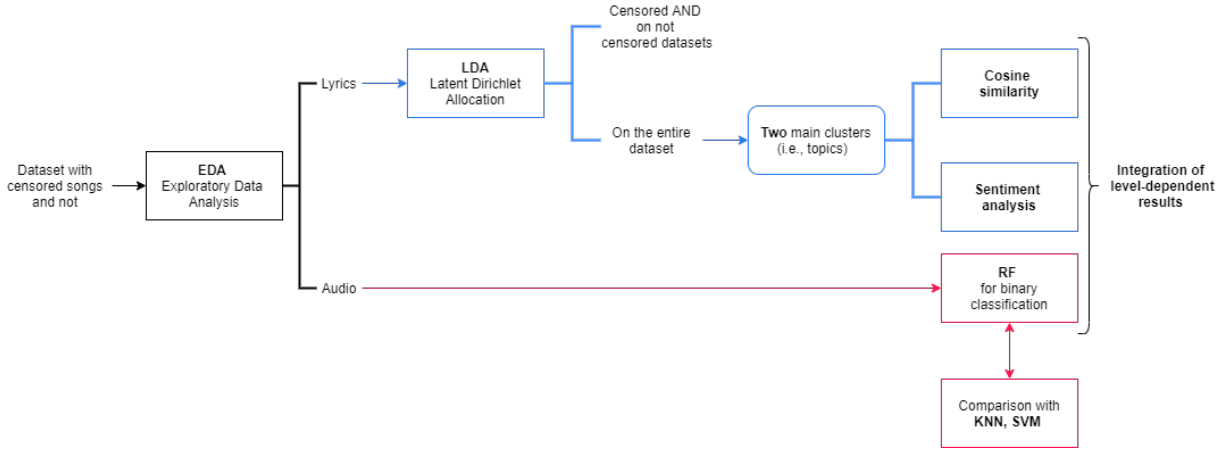 Dataset with
censored songs
and not
EDA
Exploratory Data
Analysis
Lyrics
LDA
Latent Dirichlet
Allocation
Censored AND
on not
censored datasets
On the entire
dataset
Two main clusters
(i.e., topics)
Cosine
similarity
Sentiment
analysis
Audio
RF
for binary
classification
Comparison with
KNN, SVM
Integration of
level-dependent
results